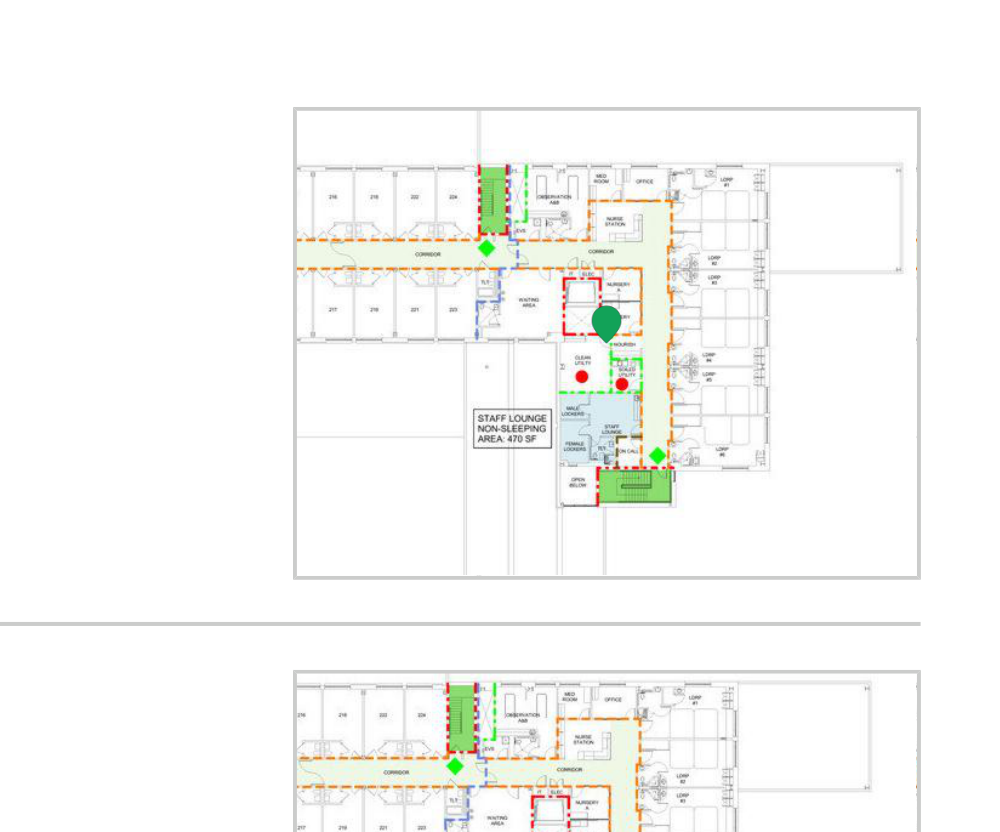 MED
ROOM
OFFICE
LDRP
#1
216
218
222
224
OBSERVATION
A&B
NURSE
STATION
EVS
CORRIDOR
CORRIDOR
LDRP
#2
LDRP
#3
TLT.
IT
ELEC
NURSERY
A
WAITING
AREA
217
219
221
223
NOURISH
CLEAN
UTILITY
SOILED
UTILITY
LDRP
#4
LDRP
#5
MALE
LOCKERS
STAFF LOUNGE
NON-SLEEPING
AREA: 470 SF
STAFF
LOUNGE
FEMALE
LOCKERS
TLT.
ON CALL
LDRP
#6
OPEN
BELOW
MED
ROOM
OFFICE
LDRP
#1
216
218
222
224
OBSERVATION
A&B
NURSE
STATION
EVS
CORRIDOR
CORRIDOR
LDRP
#2
LDRP
#3
TLT.
IT
ELEC
NURSERY
A
WAITING
AREA
217
219
221
223